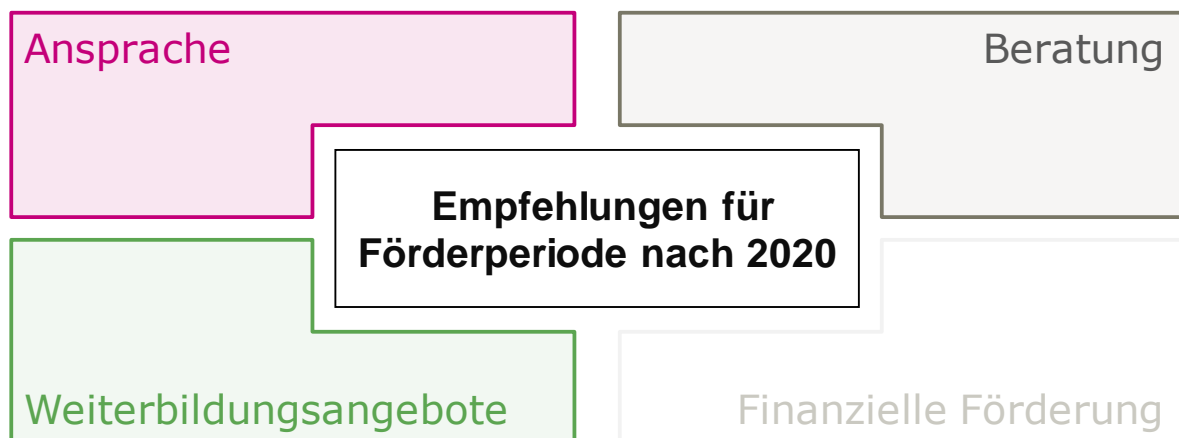 Ansprache
Beratung
Empfehlungen für
Förderperiode nach 2020
Weiterbildungsangebote
Finanzielle Förderung